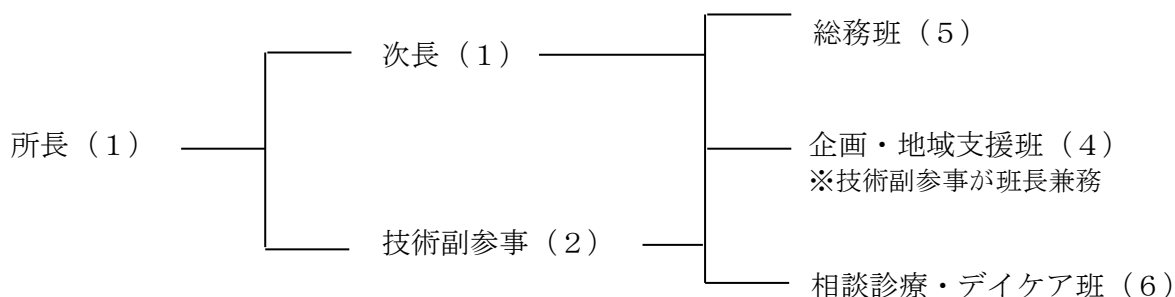 総務班（５）
次長（１）
所長（１）
企画・地域支援班（４）
※技術副参事が班長兼務
技術副参事（２）
相談診療・デイケア班（６）